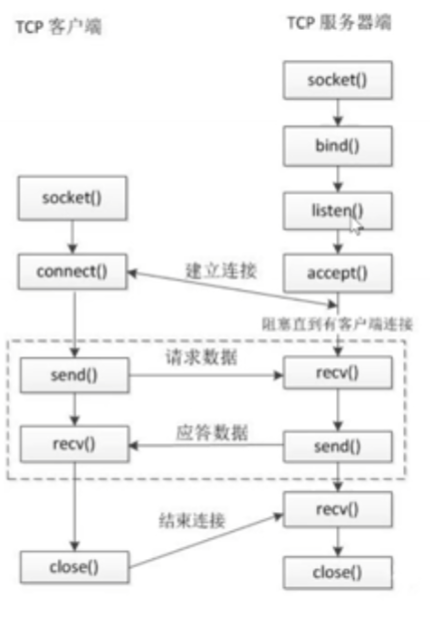 TCP 客户端
TCP 服务器端
socket()
bind()
socket()
listen()
connect()
建立连接
accept()
阻塞直到有客户端连接
send()
请求数据
recv()
recv()
应答数据
send()
结束连接
recv()
close()
close()